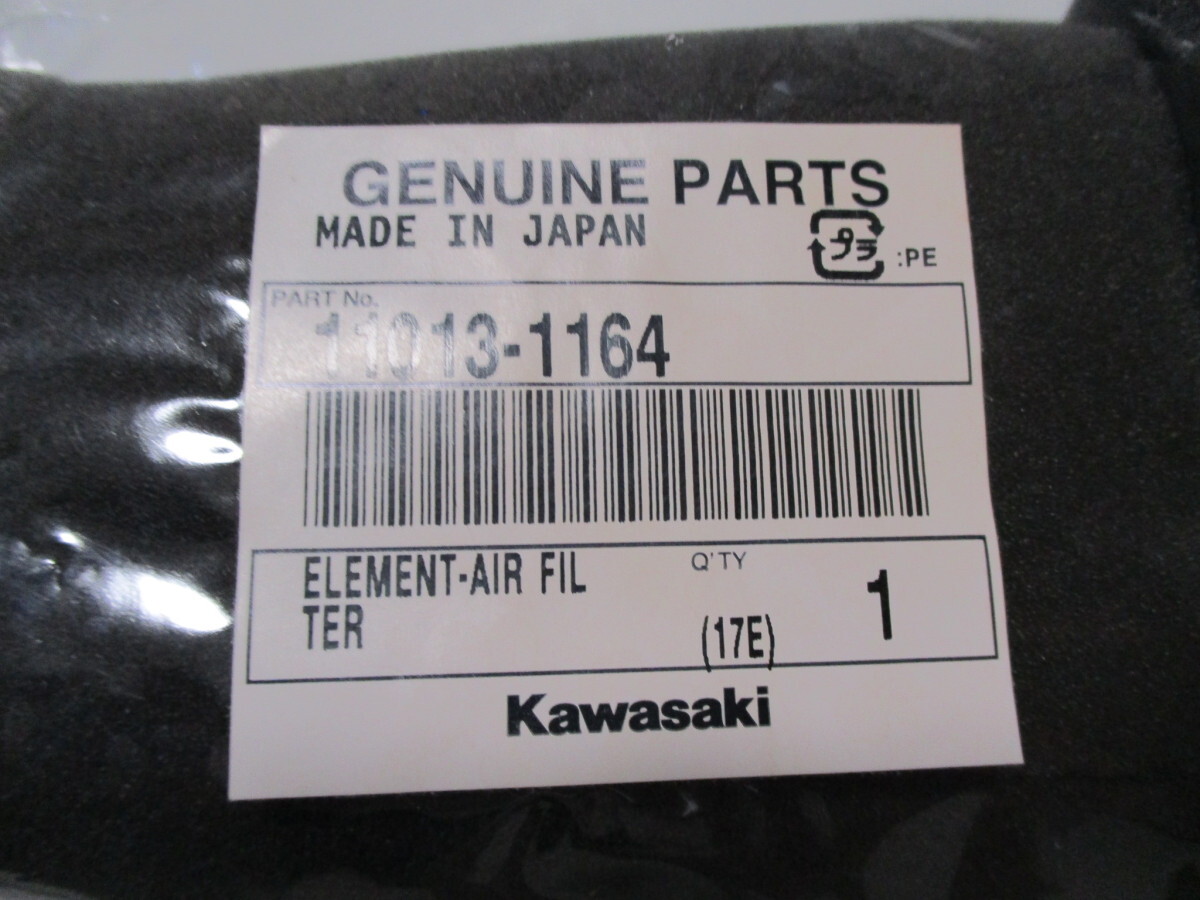 GENUINE PARTS
MADE IN JAPAN
プラ :PE
PART No.
11013-1164
ELEMENT-AIR FIL
TER
Q'TY
(17E)
1
Kawasaki